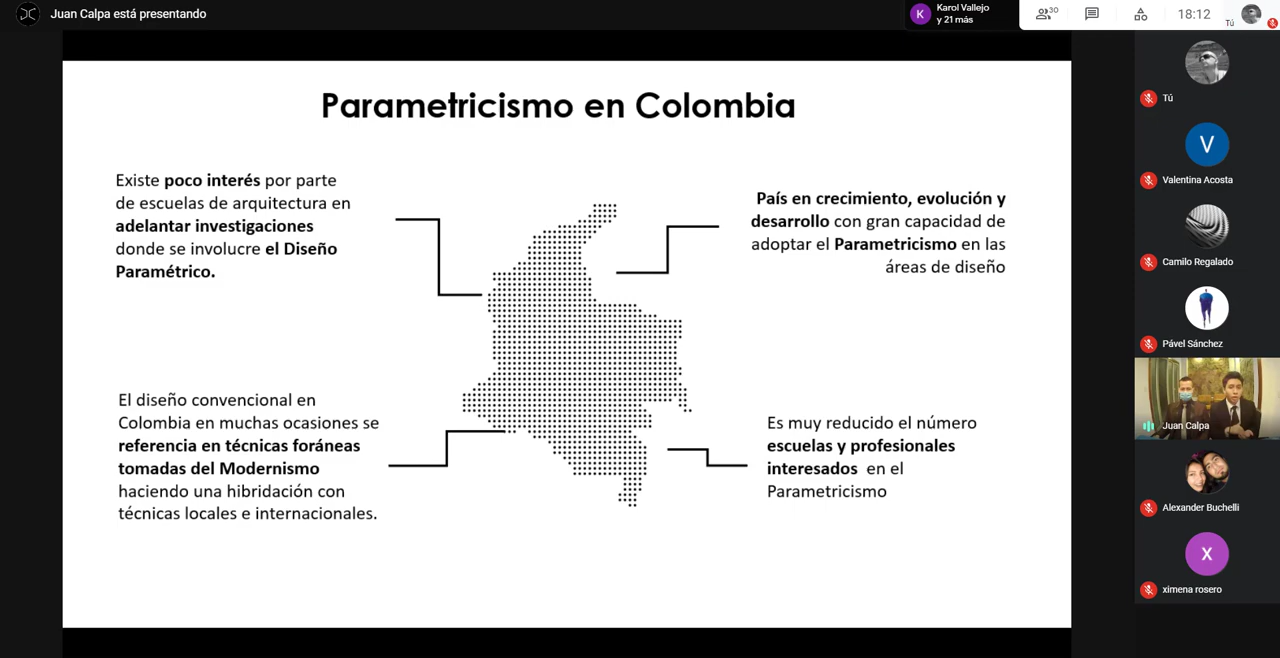 Juan Calpa está presentando
K
Karol Vallejo
y 21 más
30
18:12
Tú
Parametricismo en Colombia
Existe poco interés por parte
de escuelas de arquitectura en
adelantar investigaciones
donde se involucre el Diseño
Paramétrico.
País en crecimiento, evolución y
desarrollo con gran capacidad de
adoptar el Parametricismo en las
áreas de diseño
El diseño convencional en
Colombia en muchas ocasiones se
referencia en técnicas foráneas
tomadas del Modernismo
haciendo una hibridación con
técnicas locales e internacionales.
Es muy reducido el número
escuelas y profesionales
interesados en el
Parametricismo
Tú
V
Valentina Acosta
Camilo Regalado
Pável Sánchez
Juan Calpa
Alexander Buchelli
X
ximena rosero